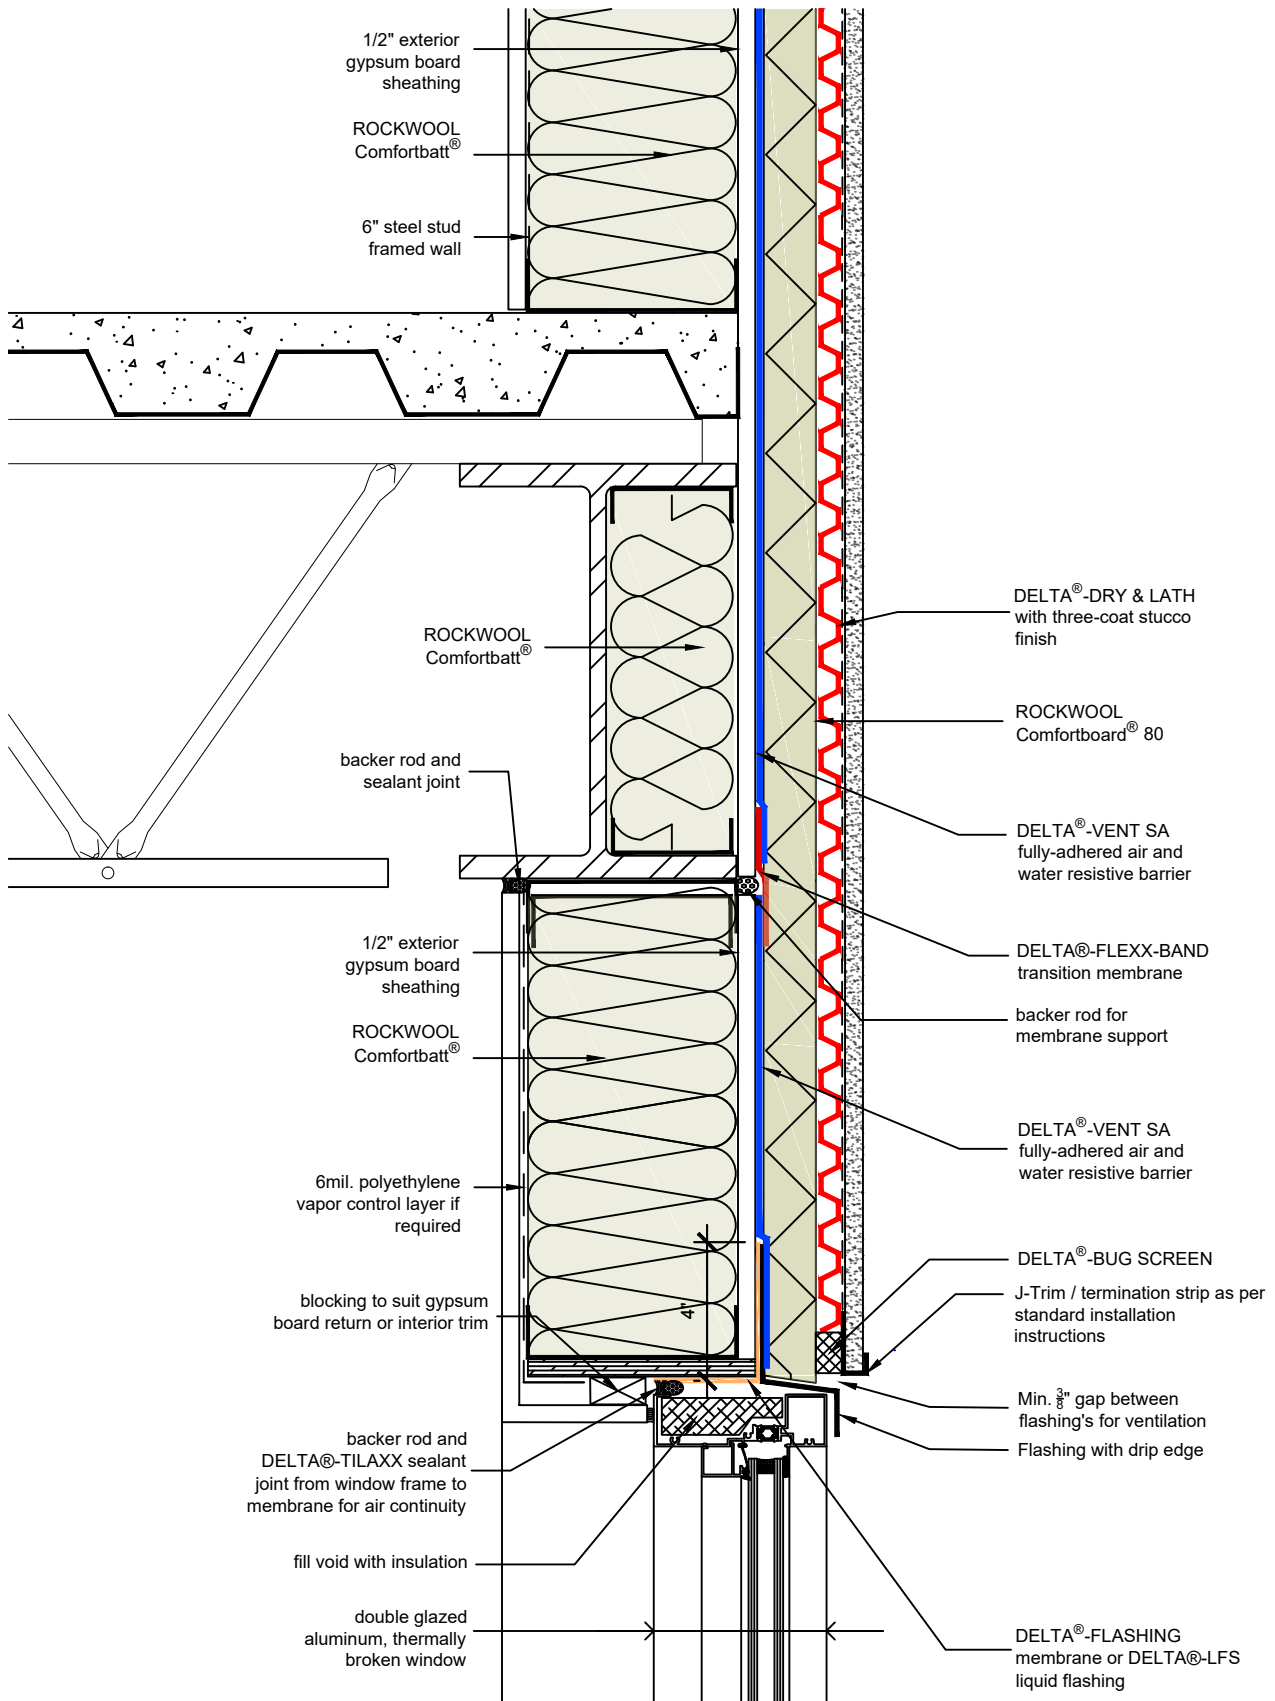 1/2" exterior
gypsum board
sheathing
ROCKWOOL
Comfortbatt®
6" steel stud
framed wall
ROCKWOOL
Comfortbatt®
backer rod and
sealant joint
1/2" exterior
gypsum board
sheathing
ROCKWOOL
Comfortbatt®
6mil. polyethylene
vapor control layer if
required
blocking to suit gypsum
board return or interior trim
4"
backer rod and
DELTA®-TILAXX sealant
joint from window frame to
membrane for air continuity
fill void with insulation
double glazed
aluminum, thermally
broken window
DELTA®-DRY & LATH
with three-coat stucco
finish
ROCKWOOL
Comfortboard® 80
DELTA®-VENT SA
fully-adhered air and
water resistive barrier
DELTA®-FLEXX-BAND
transition membrane
backer rod for
membrane support
DELTA®-VENT SA
fully-adhered air and
water resistive barrier
DELTA®-BUG SCREEN
J-Trim / termination strip as per
standard installation
instructions
Min. 3/8" gap between
flashing's for ventilation
Flashing with drip edge
DELTA®-FLASHING
membrane or DELTA®-LFS
liquid flashing